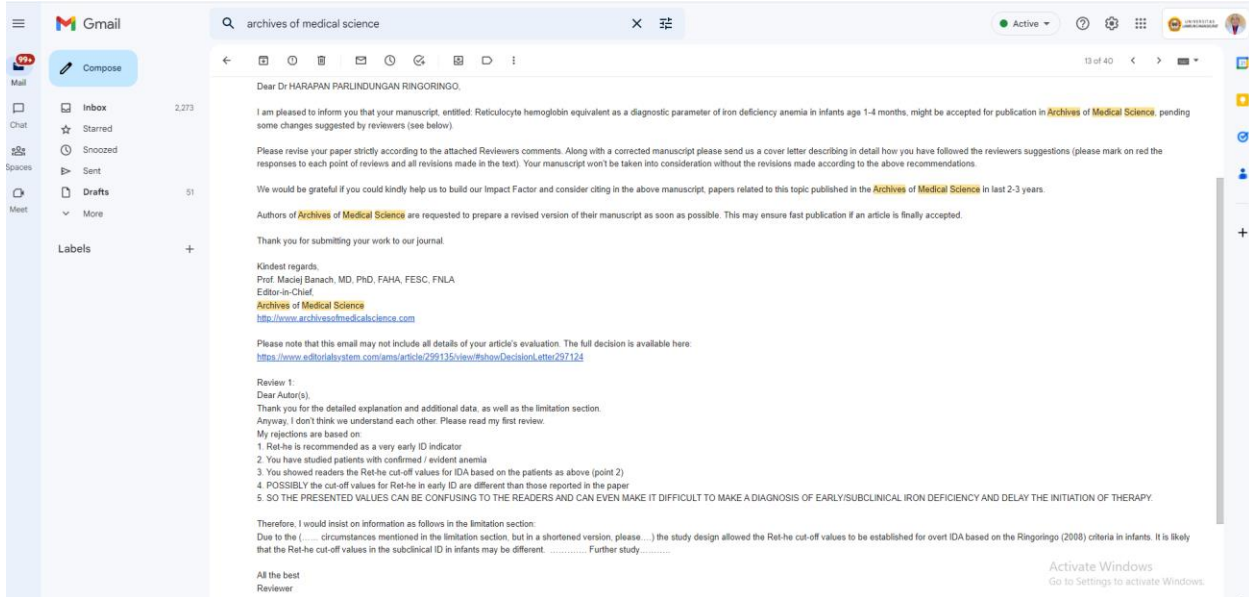 Gmail
archives of medical science
Active
UNIVERSITAS
99+
Mail
Chat
Spaces
Meet
Compose
Inbox 2,273
Starred
Snoozed
Sent
Drafts 51
More
Labels
13 of 40
Dear Dr HARAPAN PARLINDUNGAN RINGORINGO,
I am pleased to inform you that your manuscript, entitled: Reticulocyte hemoglobin equivalent as a diagnostic parameter of iron deficiency anemia in infants age 1-4 months, might be accepted for publication in Archives of Medical Science, pending
some changes suggested by reviewers (see below).
Please revise your paper strictly according to the attached Reviewers comments. Along with a corrected manuscript please send us a cover letter describing in detail how you have followed the reviewers suggestions (please mark on red the
responses to each point of reviews and all revisions made in the text). Your manuscript won't be taken into consideration without the revisions made according to the above recommendations.
We would be grateful if you could kindly help us to build our Impact Factor and consider citing in the above manuscript, papers related to this topic published in the Archives of Medical Science in last 2-3 years.
Authors of Archives of Medical Science are requested to prepare a revised version of their manuscript as soon as possible. This may ensure fast publication if an article is finally accepted.
Thank you for submitting your work to our journal.
Kindest regards,
Prof. Maciej Banach, MD, PhD, FAHA, FESC, FNLA
Editor-in-Chief,
Archives of Medical Science
http://www.archivesofmedicalscience.com
Please note that this email may not include all details of your article's evaluation. The full decision is available here:
https://www.editorialsystem.com/ams/article/299135/view/#showDecisionLetter297124
Review 1:
Dear Autor(s),
Thank you for the detailed explanation and additional data, as well as the limitation section.
Anyway, I don't think we understand each other. Please read my first review.
My rejections are based on:
1. Ret-he is recommended as a very early ID indicator
2. You have studied patients with confirmed / evident anemia
3. You showed readers the Ret-he cut-off values for IDA based on the patients as above (point 2)
4. POSSIBLY the cut-off values for Ret-he in early ID are different than those reported in the paper
5. SO THE PRESENTED VALUES CAN BE CONFUSING TO THE READERS AND CAN EVEN MAKE IT DIFFICULT TO MAKE A DIAGNOSIS OF EARLY/SUBCLINICAL IRON DEFICIENCY AND DELAY THE INITIATION OF THERAPY.
Therefore, I would insist on information as follows in the limitation section:
Due to the (...... circumstances mentioned in the limitation section, but in a shortened version, please....) the study design allowed the Ret-he cut-off values to be established for overt IDA based on the Ringoringo (2008) criteria in infants. It is likely
that the Ret-he cut-off values in the subclinical ID in infants may be different. ............. Further study..........
All the best
Reviewer
Activate Windows
Go to Settings to activate Windows.